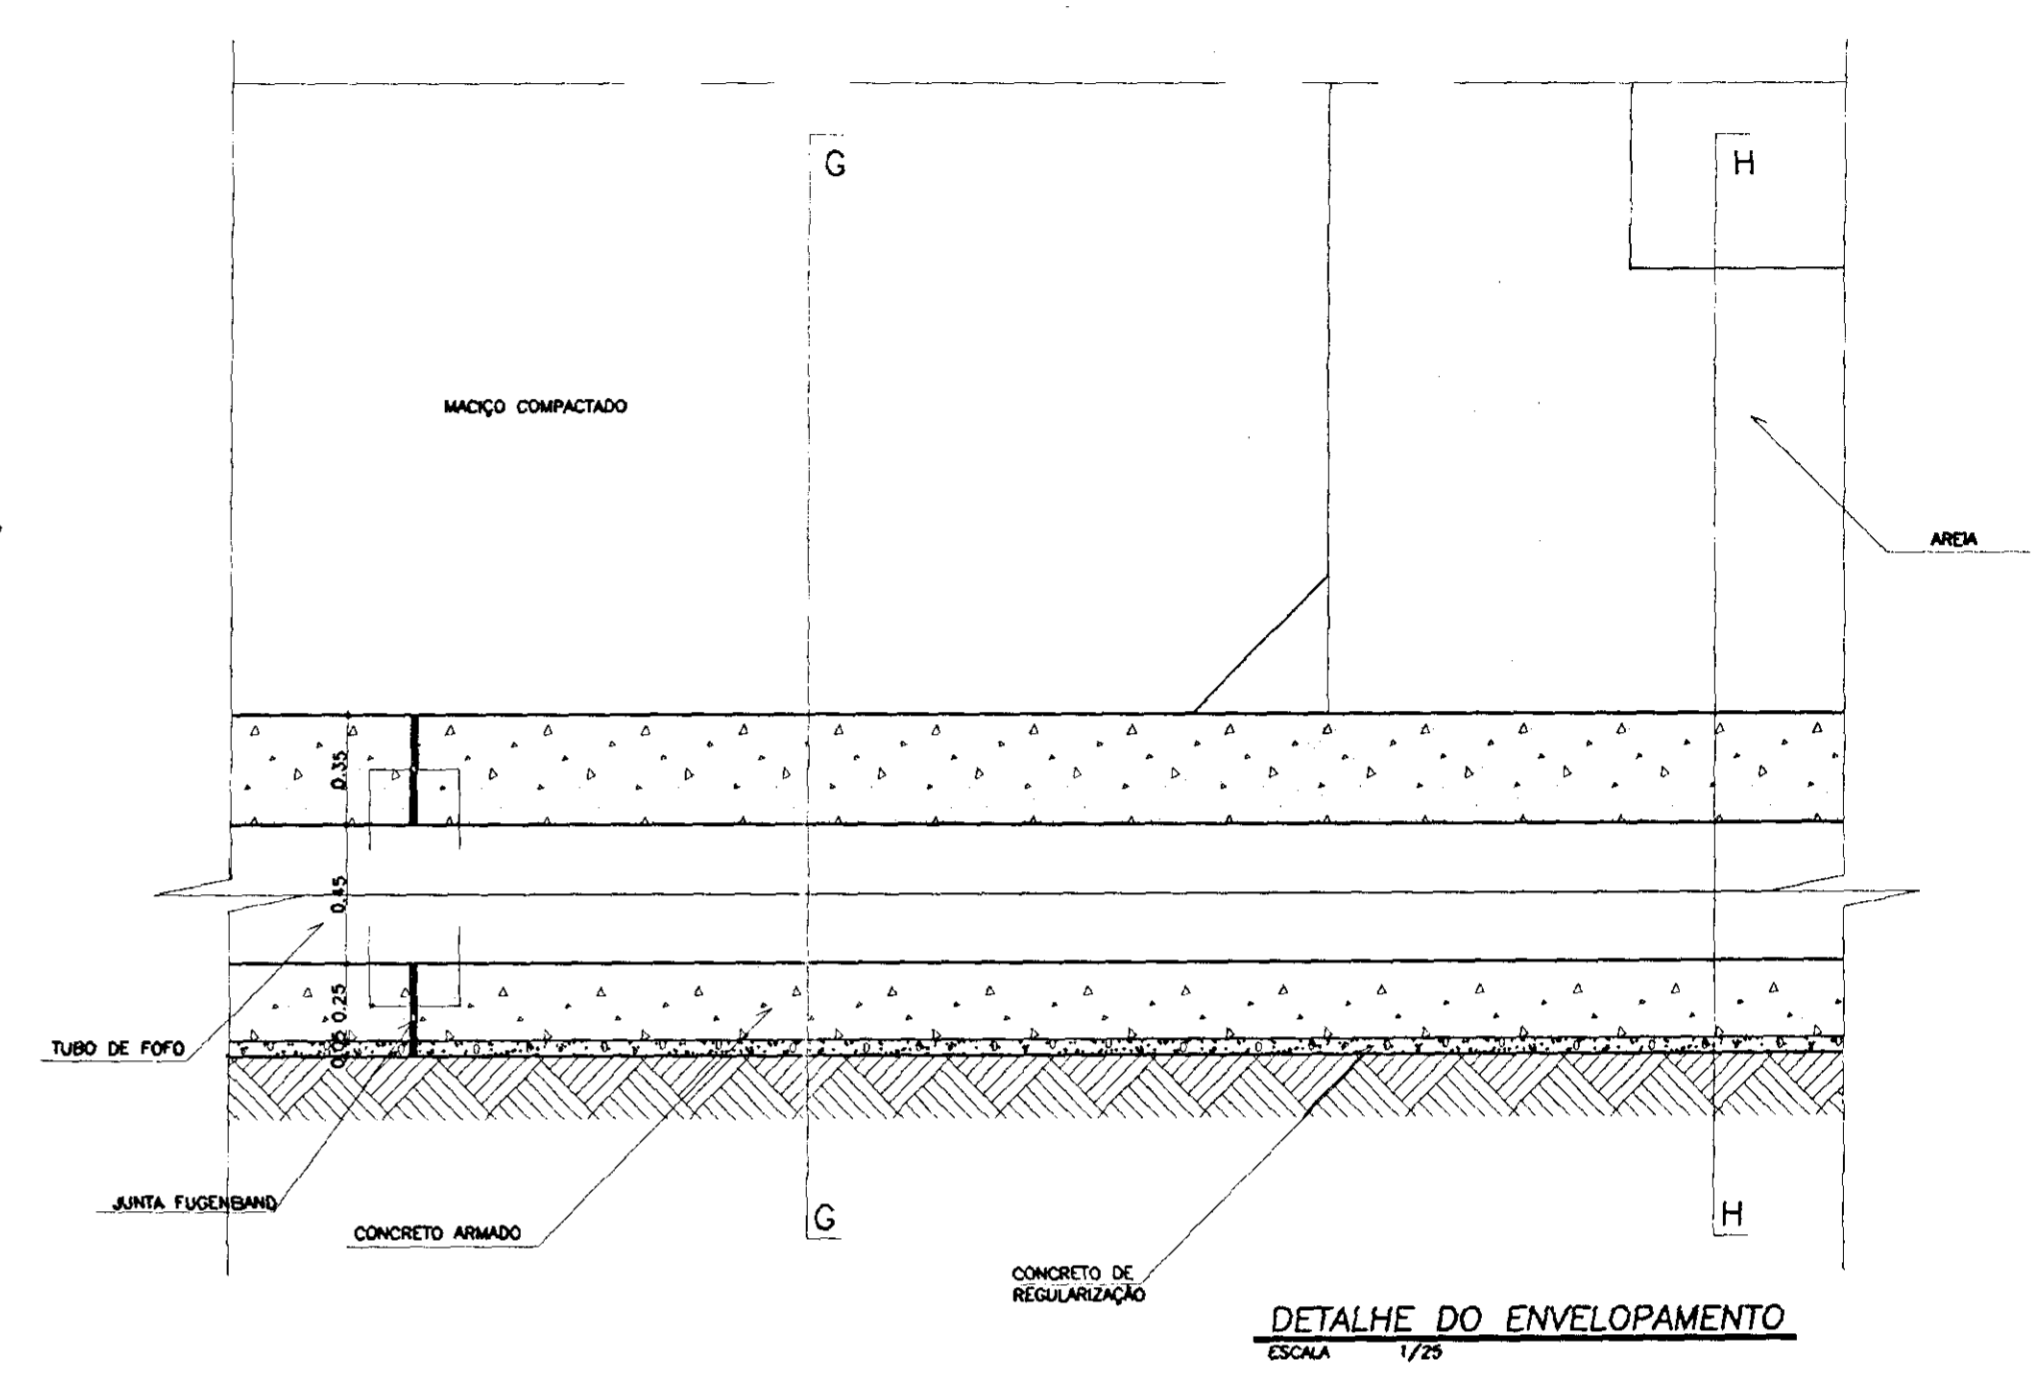 G
H
MACIÇO COMPACTADO
AREIA
0.35
0.45
0.25
0.05
TUBO DE FOFO
JUNTA FUGENBAND
CONCRETO ARMADO
G
H
CONCRETO DE
REGULARIZAÇÃO
DETALHE DO ENVELOPAMENTO
ESCALA 1/25